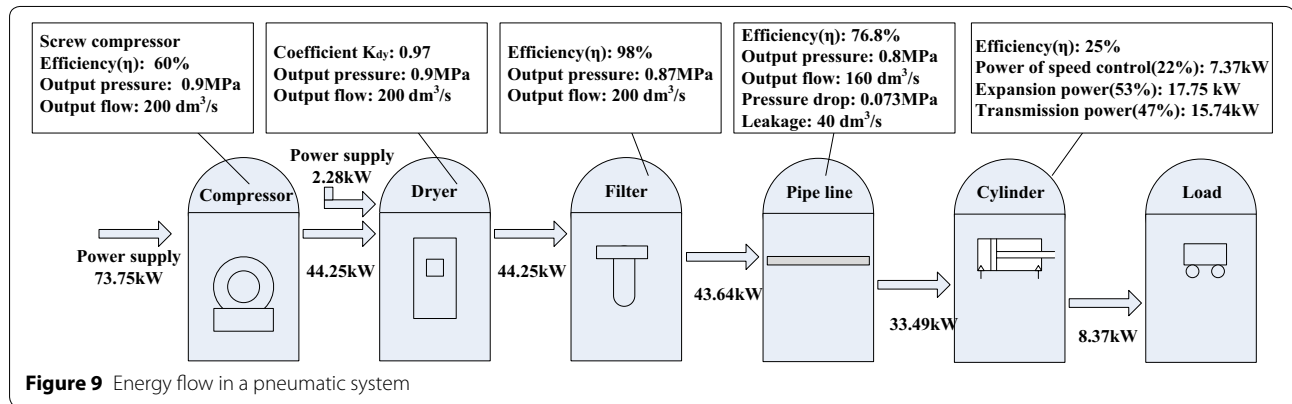 Screw compressor
Efficiency(η): 60%
Output pressure: 0.9MPa
Output flow: 200 dm³/s
Coefficient Kdy: 0.97
Output pressure: 0.9MPa
Output flow: 200 dm³/s
Efficiency(η): 98%
Output pressure: 0.87MPa
Output flow: 200 dm³/s
Efficiency(η): 76.8%
Output pressure: 0.8MPa
Output flow: 160 dm³/s
Pressure drop: 0.073MPa
Leakage: 40 dm³/s
Efficiency(η): 25%
Power of speed control(22%): 7.37kW
Expansion power(53%): 17.75 kW
Transmission power(47%): 15.74kW
Power supply
2.28kW
Compressor
Dryer
Filter
Pipe line
Cylinder
Load
Power supply
73.75kW
44.25kW
44.25kW
43.64kW
33.49kW
8.37kW
Figure 9 Energy flow in a pneumatic system